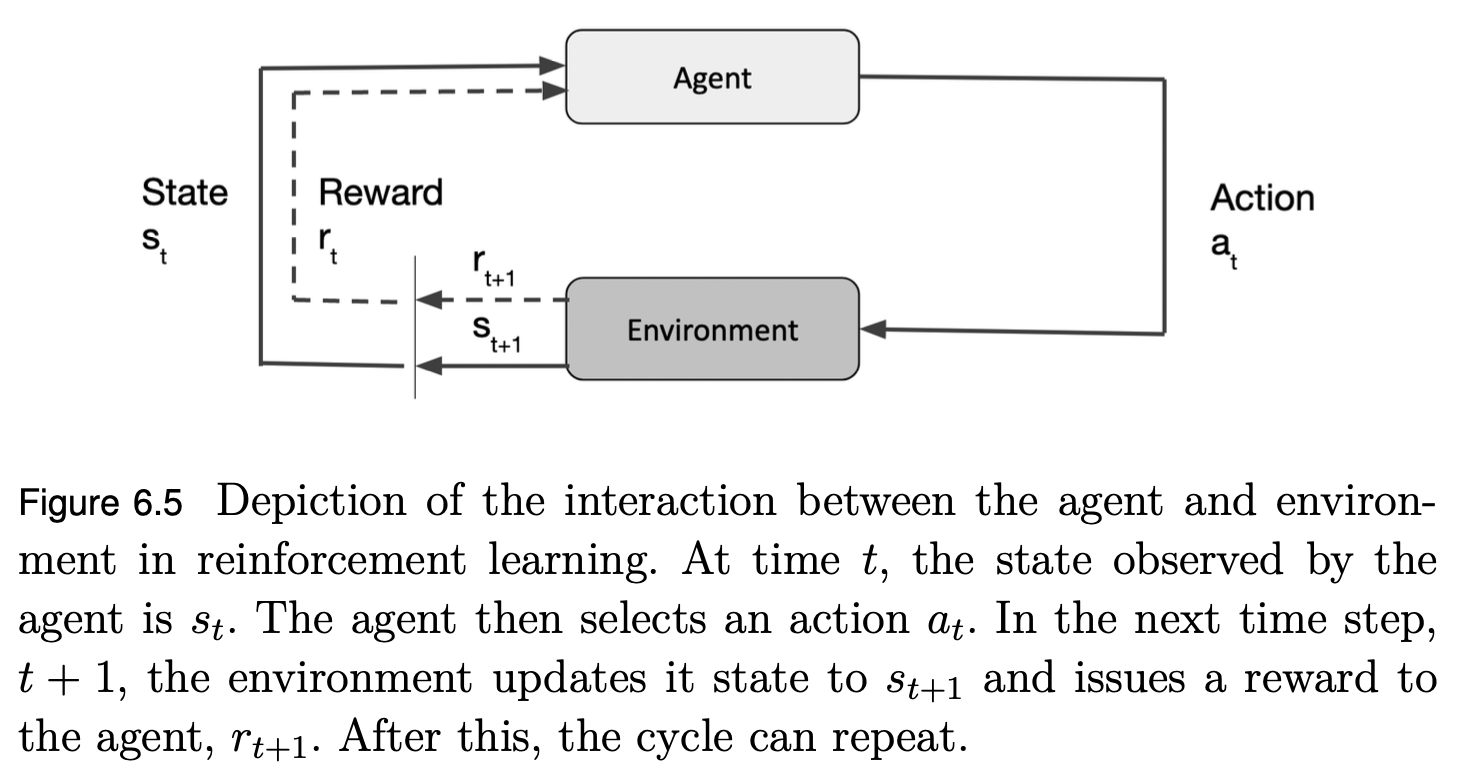 Agent
State
s_t
Reward
r_t
r_{t+1}
s_{t+1}
Environment
Action
a_t
Figure 6.5 Depiction of the interaction between the agent and environ-
ment in reinforcement learning. At time t, the state observed by the
agent is s_t. The agent then selects an action a_t. In the next time step,
t + 1, the environment updates it state to s_{t+1} and issues a reward to
the agent, r_{t+1}. After this, the cycle can repeat.